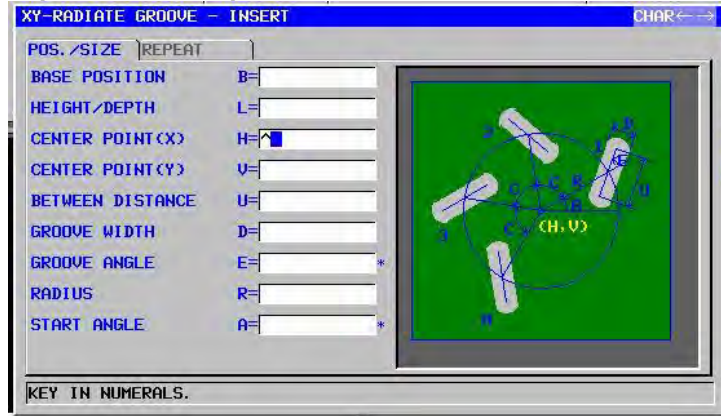 XY-RADIATE GROOVE - INSERT CHAR←→
POS./SIZE REPEAT
BASE POSITION B=
HEIGHT/DEPTH L=
CENTER POINT(X) H=^
CENTER POINT(Y) V=
BETWEEN DISTANCE U=
GROOVE WIDTH D=
GROOVE ANGLE E= *
RADIUS R=
START ANGLE A= *
(H,V)
KEY IN NUMERALS.